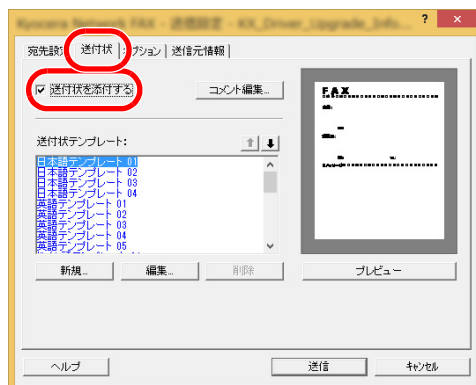 Kyocera Network FAX - 送信設定 - KX_Driver_Upgrade_Info... ? ×
宛先設定 送付状 オプション 送信元情報
送付状を添付する コメント編集...
送付状テンプレート:
日本語テンプレート 01
日本語テンプレート 02
日本語テンプレート 03
日本語テンプレート 04
英語テンプレート 01
英語テンプレート 02
英語テンプレート 03
英語テンプレート 04
英語テンプレート 05
FAX
新規... 編集... 削除 プレビュー
ヘルプ 送信 キャンセル